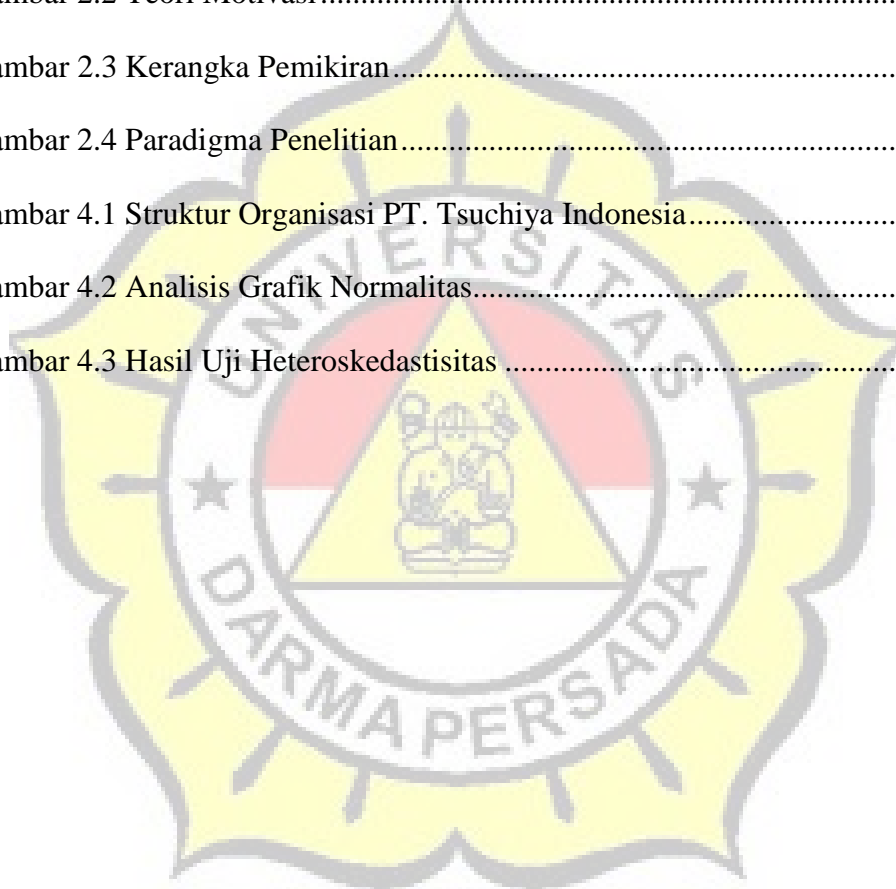 ambar 2.2 Teori Motivasi............................................................................
ambar 2.3 Kerangka Pemikiran...................................................................
ambar 2.4 Paradigma Penelitian..................................................................
ambar 4.1 Struktur Organisasi PT. Tsuchiya Indonesia...........................
ambar 4.2 Analisis Grafik Normalitas........................................................
ambar 4.3 Hasil Uji Heteroskedastisitas ....................................................
UNIVERSITAS
DARMA PERSADA